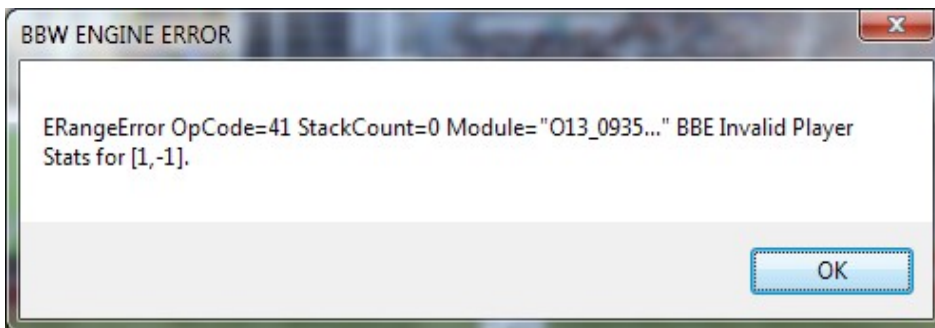 BBW ENGINE ERROR
ERangeError OpCode=41 StackCount=0 Module="O13_0935..." BBE Invalid Player
Stats for [1,-1].
OK